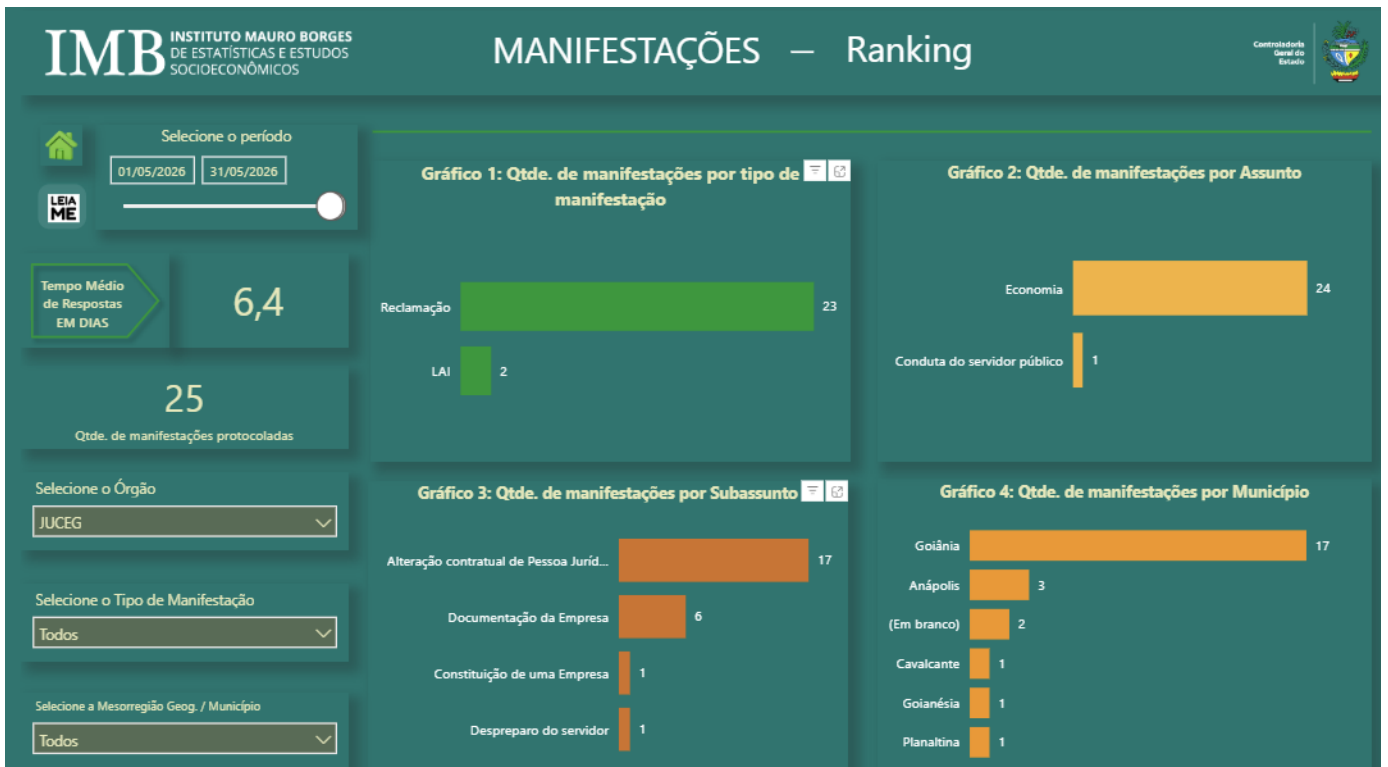 IMB
INSTITUTO MAURO BORGES
DE ESTATÍSTICAS E ESTUDOS
SOCIOECONÔMICOS
MANIFESTAÇÕES – Ranking
Controladoria
Geral do
Estado
Selecione o período
01/05/2026 31/05/2026
LEIA
ME
Tempo Médio
de Respostas
EM DIAS
6,4
25
Qtde. de manifestações protocoladas
Selecione o Órgão
JUCEG
Selecione o Tipo de Manifestação
Todos
Selecione a Mesorregião Geog. / Município
Todos
Gráfico 1: Qtde. de manifestações por tipo de
manifestação
Reclamação 23
LAI 2
Gráfico 2: Qtde. de manifestações por Assunto
Economia 24
Conduta do servidor público 1
Gráfico 3: Qtde. de manifestações por Subassunto
Alteração contratual de Pessoa Juríd... 17
Documentação da Empresa 6
Constituição de uma Empresa 1
Despreparo do servidor 1
Gráfico 4: Qtde. de manifestações por Município
Goiânia 17
Anápolis 3
(Em branco) 2
Cavalcante 1
Goianésia 1
Planaltina 1